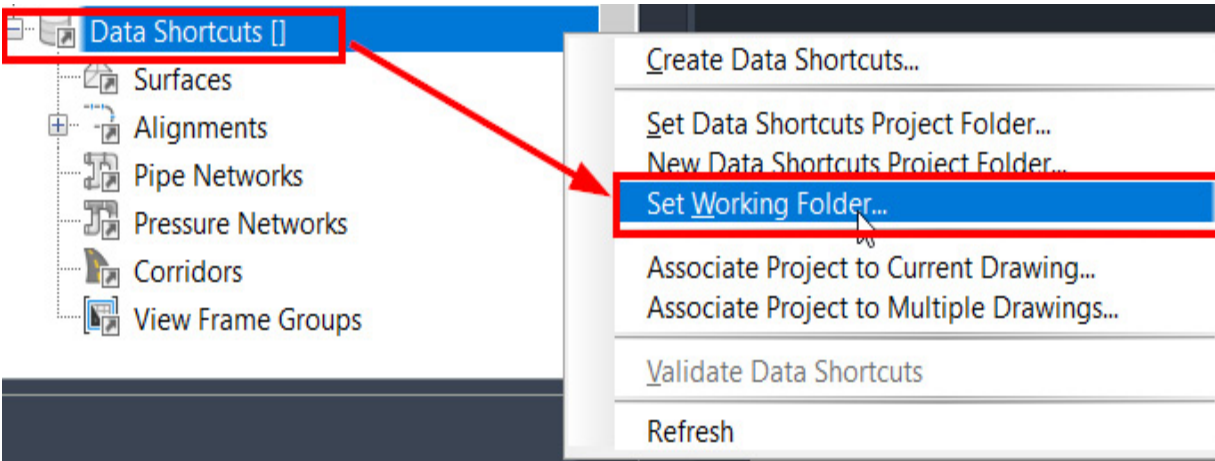 Data Shortcuts []
Surfaces
Alignments
Pipe Networks
Pressure Networks
Corridors
View Frame Groups
Create Data Shortcuts...
Set Data Shortcuts Project Folder...
New Data Shortcuts Project Folder...
Set Working Folder...
Associate Project to Current Drawing...
Associate Project to Multiple Drawings...
Validate Data Shortcuts
Refresh